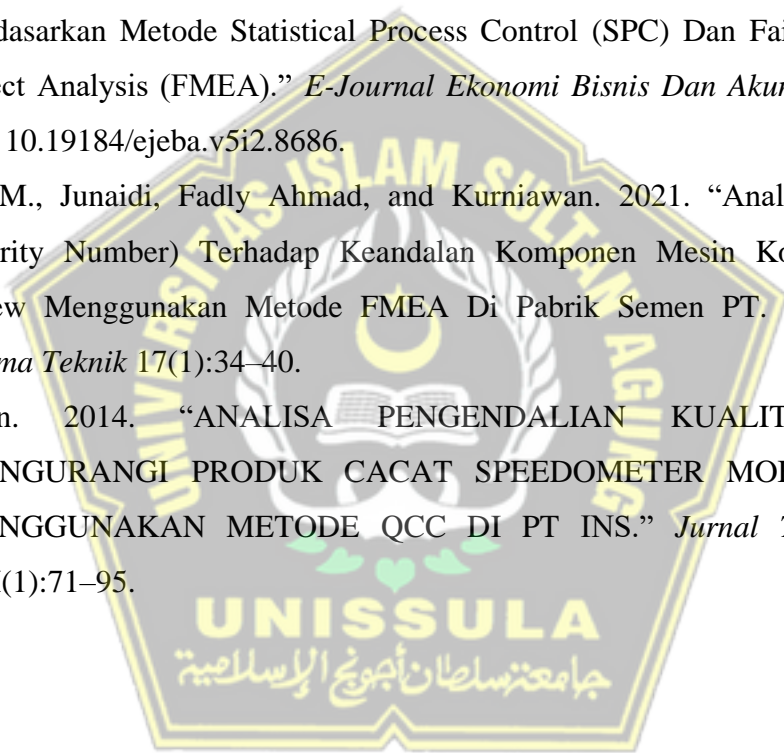 dasarkan Metode Statistical Process Control (SPC) Dan Fai
ect Analysis (FMEA).” E-Journal Ekonomi Bisnis Dan Akun
10.19184/ejeba.v5i2.8686.
M., Junaidi, Fadly Ahmad, and Kurniawan. 2021. “Anal
rity Number) Terhadap Keandalan Komponen Mesin Ko
ew Menggunakan Metode FMEA Di Pabrik Semen PT.
ma Teknik 17(1):34–40.
n. 2014. “ANALISA PENGENDALIAN KUALIT
NGURANGI PRODUK CACAT SPEEDOMETER MO
NGGUNAKAN METODE QCC DI PT INS.” Jurnal T
(1):71–95.
UNIVERSITAS ISLAM SULTAN AGUNG
UNISSULA
جامعة سلطان أجونج الإسلامية